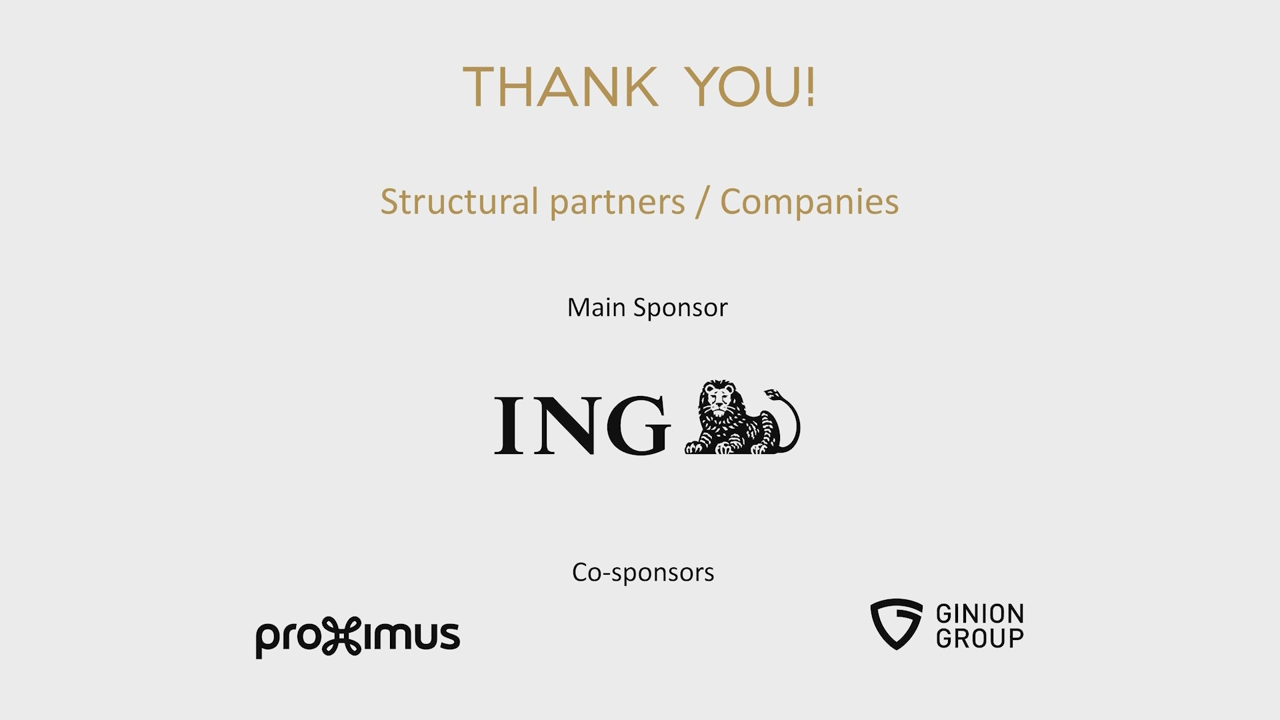 THANK YOU!
Structural partners / Companies
Main Sponsor
ING
Co-sponsors
proximus
GINION
GROUP